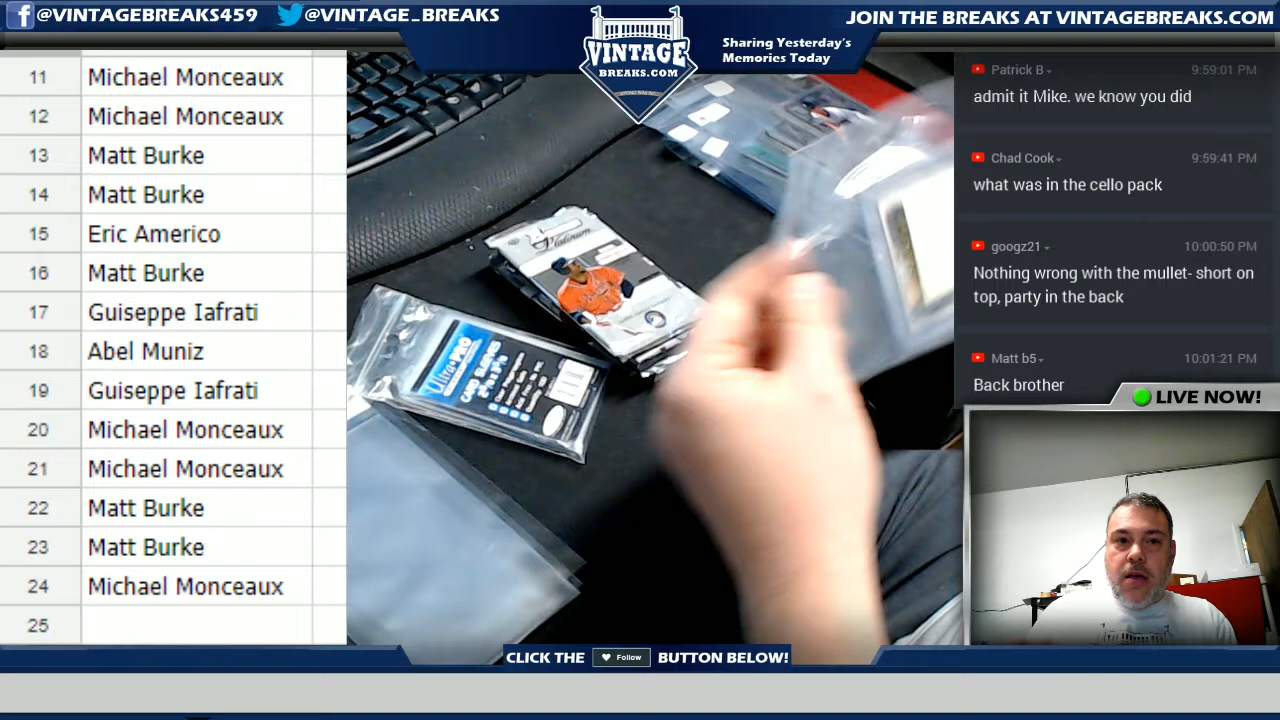 @VINTAGEBREAKS459
@VINTAGE_BREAKS
VINTAGE
BREAKS.COM
Sharing Yesterday's
Memories Today
JOIN THE BREAKS AT VINTAGEBREAKS.COM
11 Michael Monceaux
12 Michael Monceaux
13 Matt Burke
14 Matt Burke
15 Eric Americo
16 Matt Burke
17 Guiseppe Iafrati
18 Abel Muniz
19 Guiseppe Iafrati
20 Michael Monceaux
21 Michael Monceaux
22 Matt Burke
23 Matt Burke
24 Michael Monceaux
25
Platinum
Ultra PRO
CARD SLEEVES
Patrick B 9:59:01 PM
admit it Mike. we know you did
Chad Cook 9:59:41 PM
what was in the cello pack
googz21 10:00:50 PM
Nothing wrong with the mullet- short on
top, party in the back
Matt b5 10:01:21 PM
Back brother
LIVE NOW!
CLICK THE Follow BUTTON BELOW!